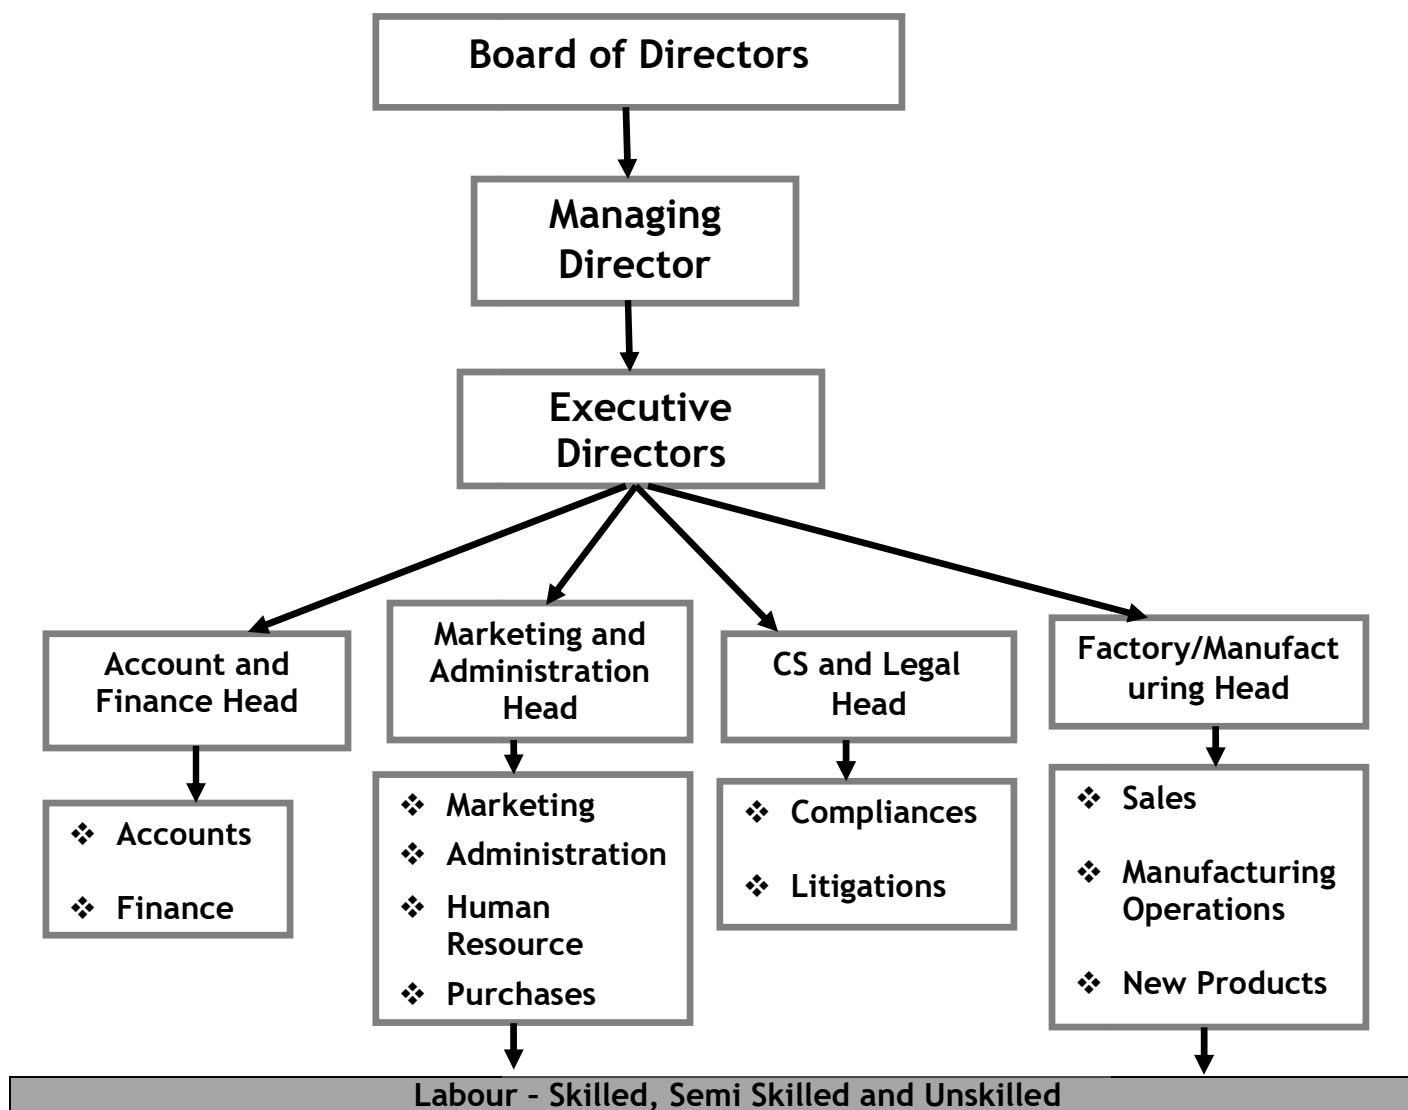 Board of Directors
Managing
Director
Executive
Directors
Account and
Finance Head
Marketing and
Administration
Head
CS and Legal
Head
Factory/Manufact
uring Head
❖ Accounts
❖ Finance
❖ Marketing
❖ Administration
❖ Human
Resource
❖ Purchases
❖ Compliances
❖ Litigations
❖ Sales
❖ Manufacturing
Operations
❖ New Products
Labour – Skilled, Semi Skilled and Unskilled